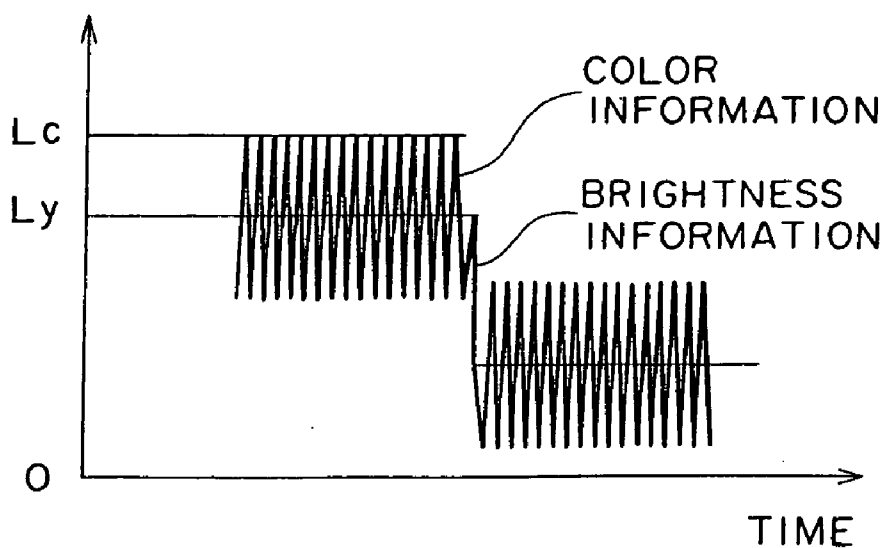 COLOR
INFORMATION
Lc
Ly
BRIGHTNESS
INFORMATION
O
TIME